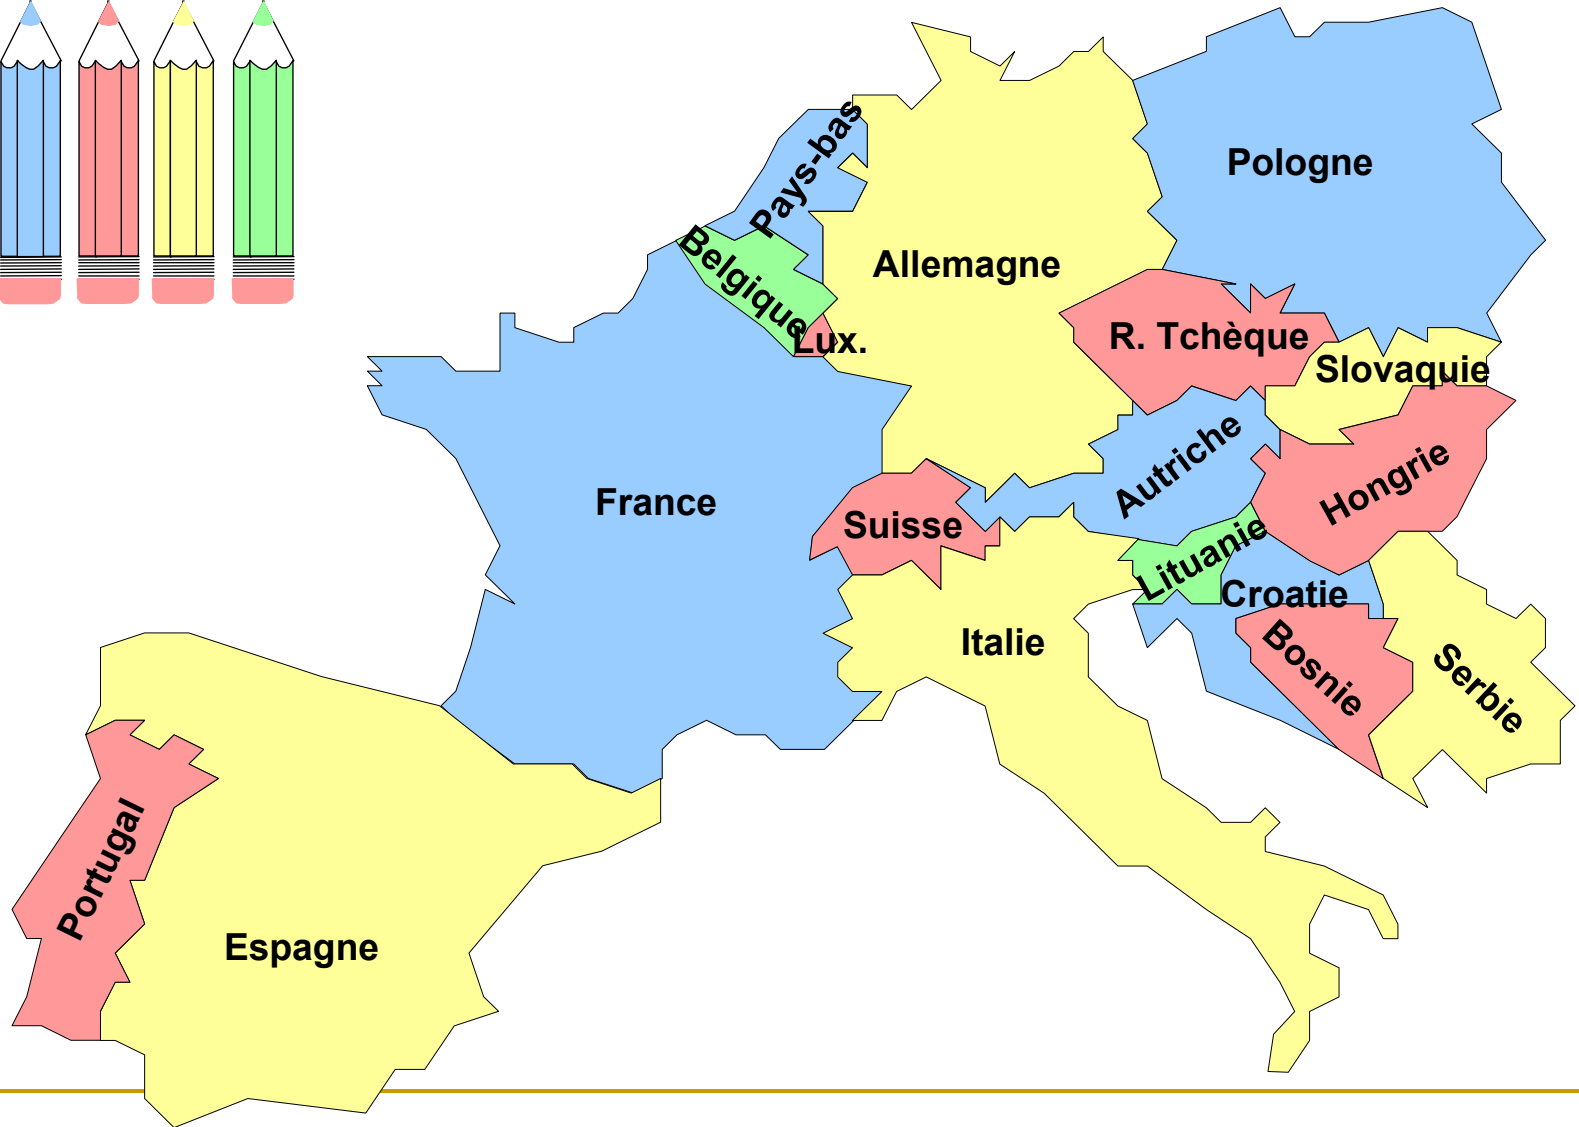 Pays-bas
Pologne
Belgique
Allemagne
Lux.
R. Tchèque
Slovaquie
Autriche
Hongrie
France
Suisse
Lituanie
Croatie
Italie
Bosnie
Serbie
Portugal
Espagne